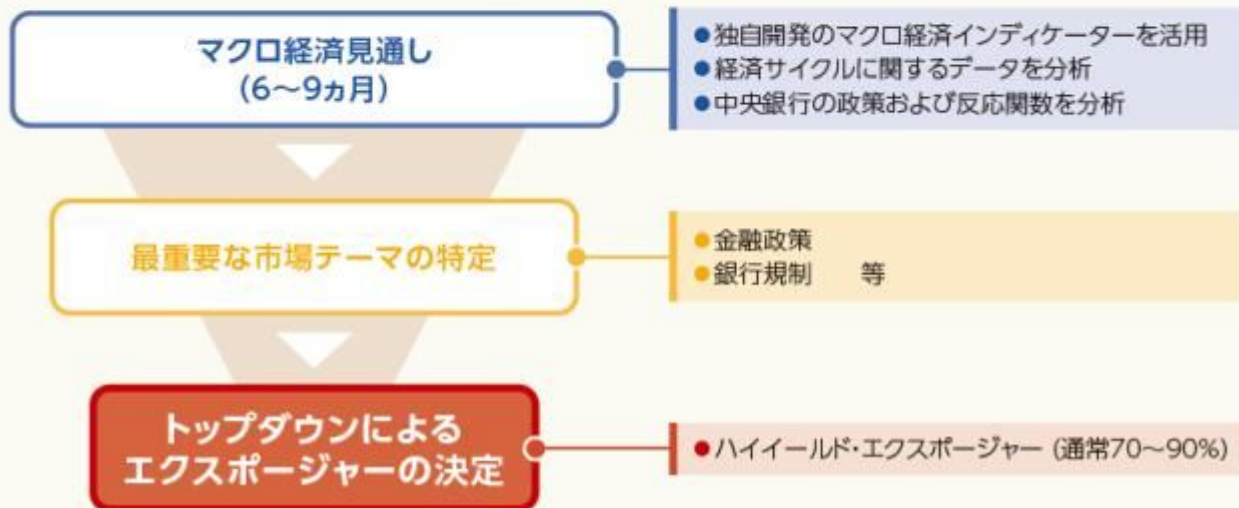 マクロ経済見通し
(6〜9ヵ月)
●独自開発のマクロ経済インディケーターを活用
●経済サイクルに関するデータを分析
●中央銀行の政策および反応関数を分析
最重要な市場テーマの特定
●金融政策
●銀行規制　　等
トップダウンによる
エクスポージャーの決定
●ハイイールド・エクスポージャー (通常70〜90%)